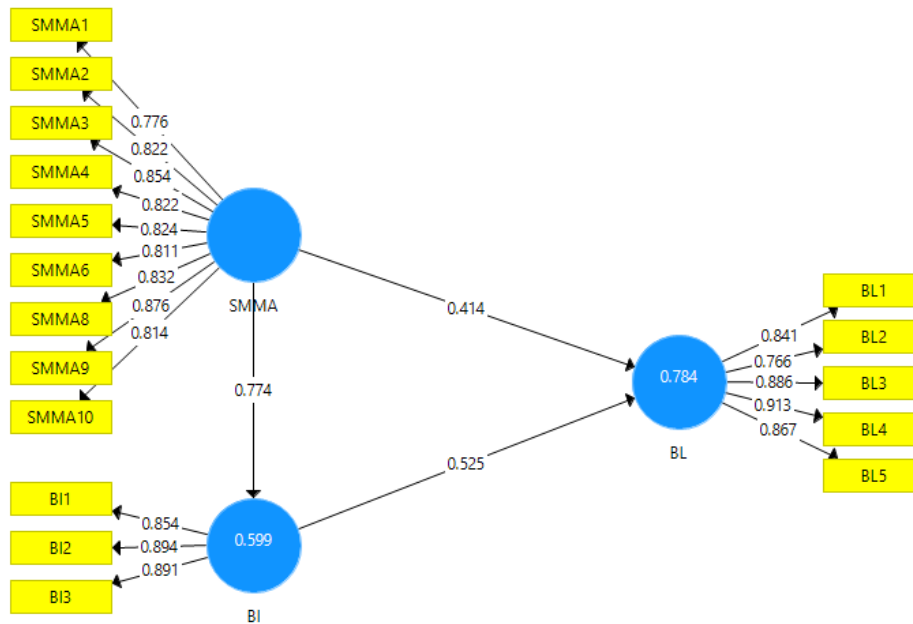 SMMA1
SMMA2
SMMA3
SMMA4
SMMA5
SMMA6
SMMA8
SMMA9
SMMA10
0.776
0.822
0.854
0.822
0.824
0.811
0.832
0.876
0.814
SMMA
0.414
0.774
0.525
BI1
BI2
BI3
0.854
0.894
0.891
0.599
BI
0.784
BL
0.841
0.766
0.886
0.913
0.867
BL1
BL2
BL3
BL4
BL5